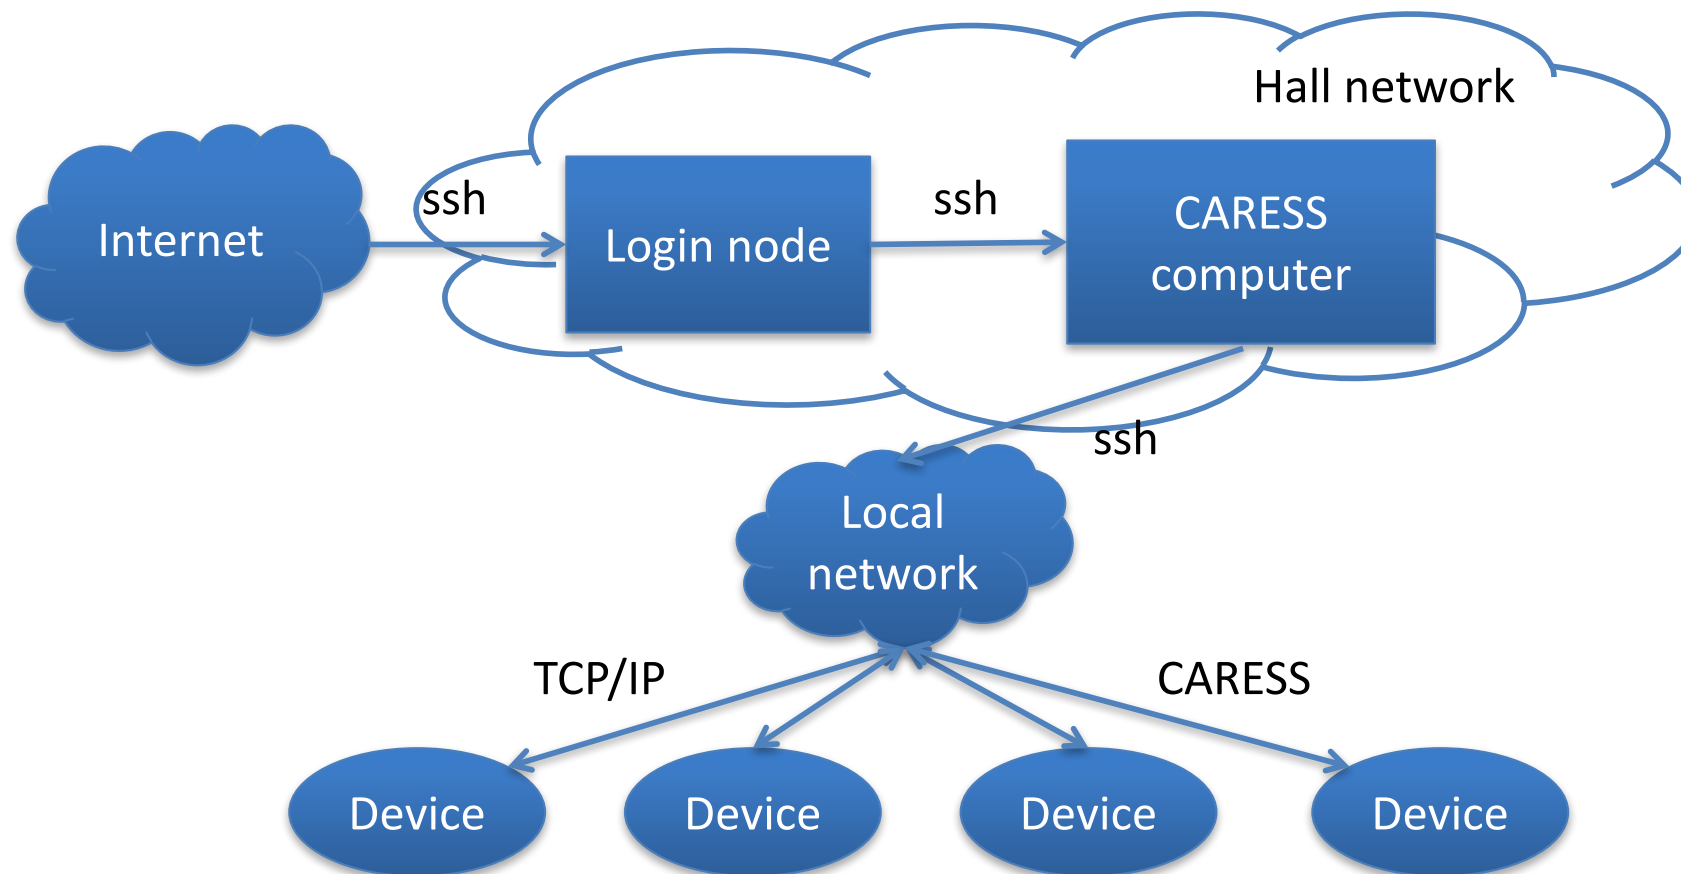 Hall network
Internet
ssh
Login node
ssh
CARESS
computer
ssh
Local
network
TCP/IP
CARESS
Device
Device
Device
Device